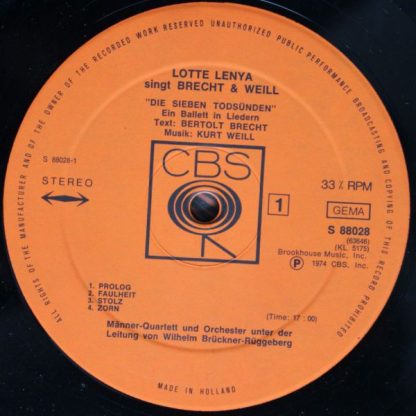 ALL RIGHTS OF THE MANUFACTURER AND OF THE OWNER OF THE RECORDED WORK RESERVED UNAUTHORIZED PUBLIC PERFORMANCE BROADCASTING AND COPYING OF THIS RECORD PROHIBITED
LOTTE LENYA
singt BRECHT & WEILL
"DIE SIEBEN TODSÜNDEN"
Ein Ballett in Liedern
Text: BERTOLT BRECHT
Musik: KURT WEILL
S 88028-1
CBS
STEREO
33 ⅓ RPM
1
GEMA
S 88028
(63646)
(KL 5175)
Brookhouse Music, Inc.
P 1974 CBS, Inc.
1. PROLOG
2. FAULHEIT
3. STOLZ
4. ZORN
(Time: 17:00)
Männer-Quartett und Orchester unter der
Leitung von Wilhelm Brückner-Rüggeberg
MADE IN HOLLAND